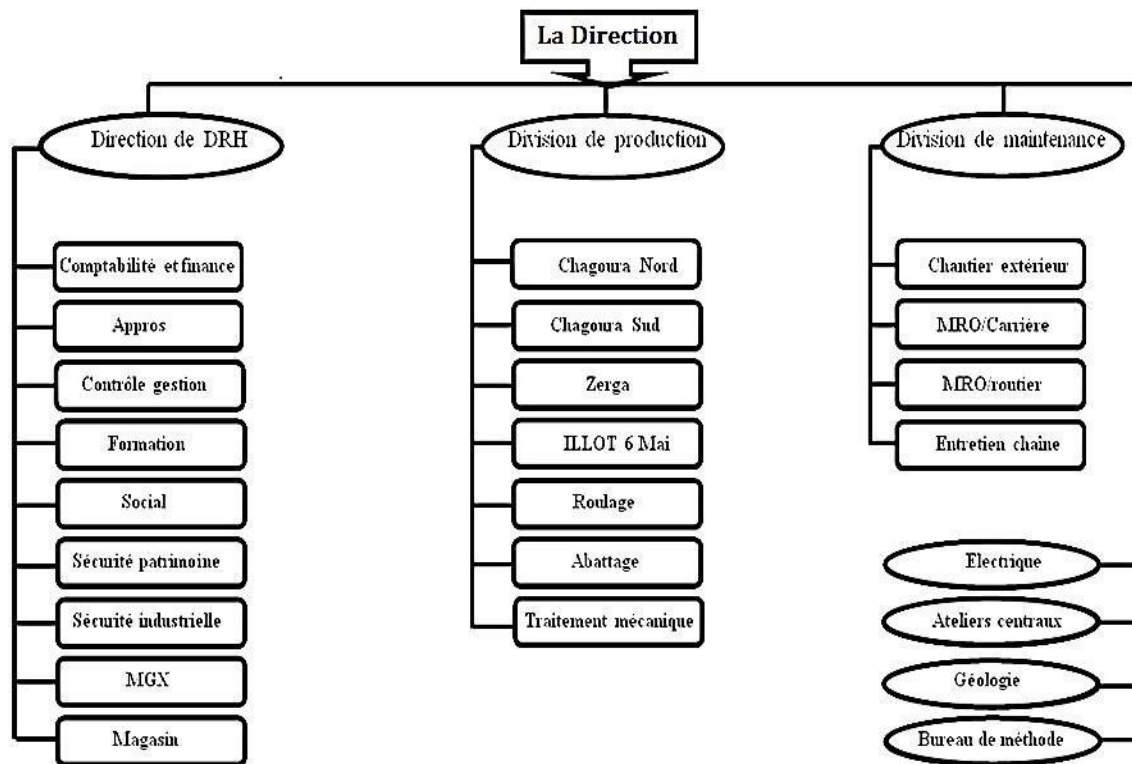 La Direction
Direction de DRH
Division de production
Division de maintenance
Comptabilité et finance
Appros
Contrôle gestion
Formation
Social
Sécurité patrimoine
Sécurité industrielle
MGX
Magasin
Chagoura Nord
Chagoura Sud
Zerga
ILLOT 6 Mai
Roulage
Abattage
Traitement mécanique
Chantier extérieur
MRO/Carrière
MRO/routier
Entretien chaîne
Electrique
Ateliers centraux
Géologie
Bureau de méthode